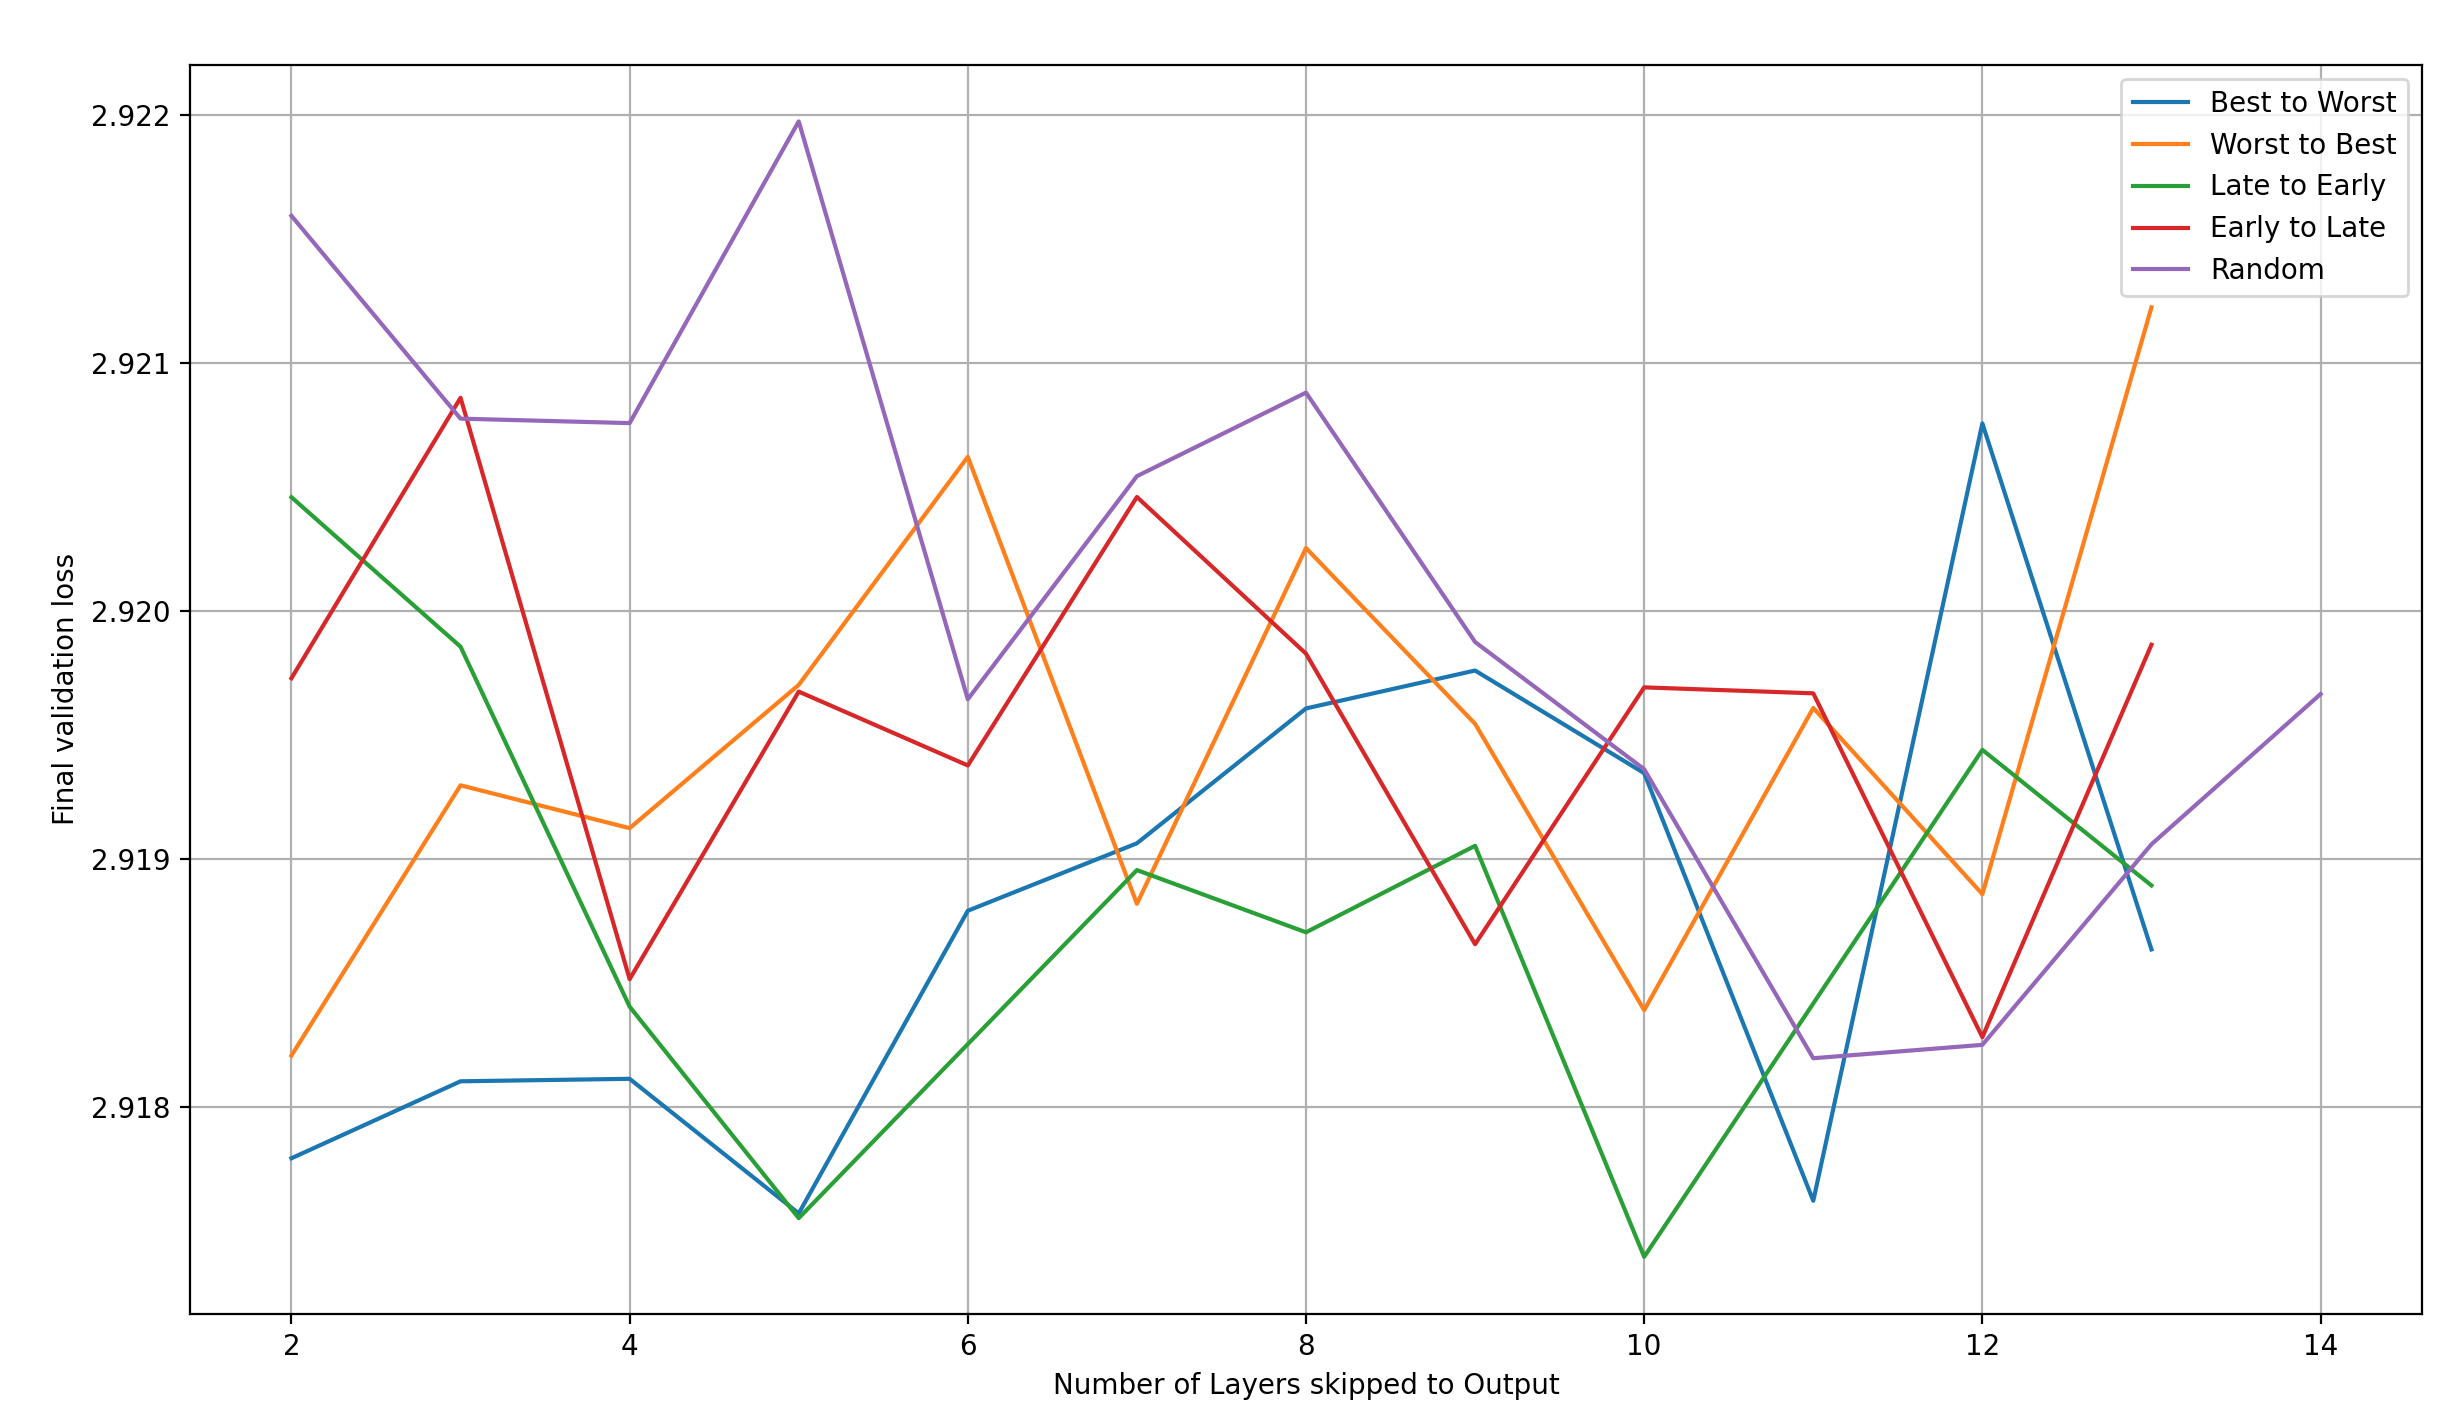 2.922
2.921
2.920
2.919
2.918
Final validation loss
2 4 6 8 10 12 14
Number of Layers skipped to Output
Best to Worst
Worst to Best
Late to Early
Early to Late
Random